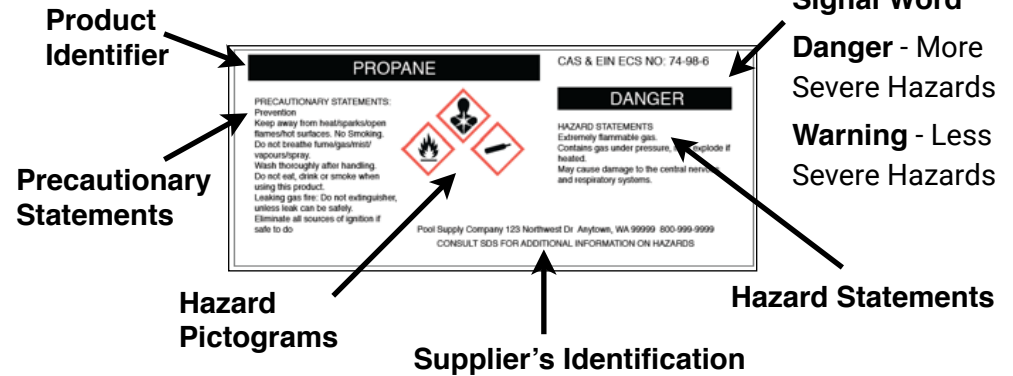 Signal Word
Danger - More
Severe Hazards
Warning - Less
Severe Hazards
Product
Identifier
Precautionary
Statements
Hazard
Pictograms
Supplier's Identification
Hazard Statements
PROPANE
PRECAUTIONARY STATEMENTS:
Prevention
Keep away from heat/sparks/open
flames/hot surfaces. No Smoking.
Do not breathe fume/gas/mist/
vapours/spray.
Wash thoroughly after handling.
Do not eat, drink or smoke when
using this product.
Leaking gas fire: Do not extinguisher,
unless leak can be safely.
Eliminate all sources of ignition if
safe to do
CAS & EIN ECS NO: 74-98-6
DANGER
HAZARD STATEMENTS
Extremely flammable gas.
Contains gas under pressure, explode if
heated.
May cause damage to the central nervous
and respiratory systems.
Pool Supply Company 123 Northwest Dr Anytown, WA 99999 800-999-9999
CONSULT SDS FOR ADDITIONAL INFORMATION ON HAZARDS